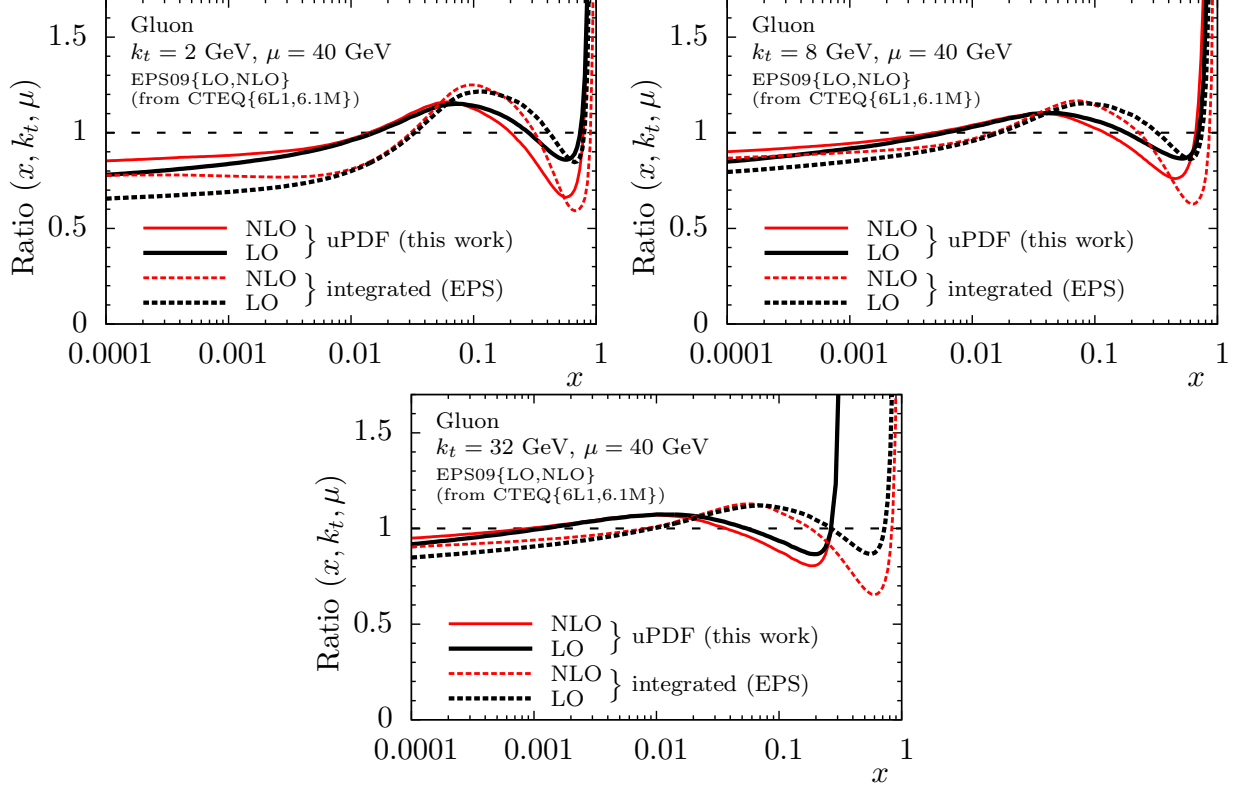 Gluon
k_t = 2 GeV, μ = 40 GeV
EPS09{LO,NLO}
(from CTEQ{6L1,6.1M})
Ratio (x, k_t, μ)
1.5
1
0.5
0
NLO
LO
} uPDF (this work)
NLO
LO
} integrated (EPS)
0.0001 0.001 0.01 0.1 1
x
Gluon
k_t = 8 GeV, μ = 40 GeV
EPS09{LO,NLO}
(from CTEQ{6L1,6.1M})
Ratio (x, k_t, μ)
1.5
1
0.5
0
NLO
LO
} uPDF (this work)
NLO
LO
} integrated (EPS)
0.0001 0.001 0.01 0.1 1
x
Gluon
k_t = 32 GeV, μ = 40 GeV
EPS09{LO,NLO}
(from CTEQ{6L1,6.1M})
Ratio (x, k_t, μ)
1.5
1
0.5
0
NLO
LO
} uPDF (this work)
NLO
LO
} integrated (EPS)
0.0001 0.001 0.01 0.1 1
x